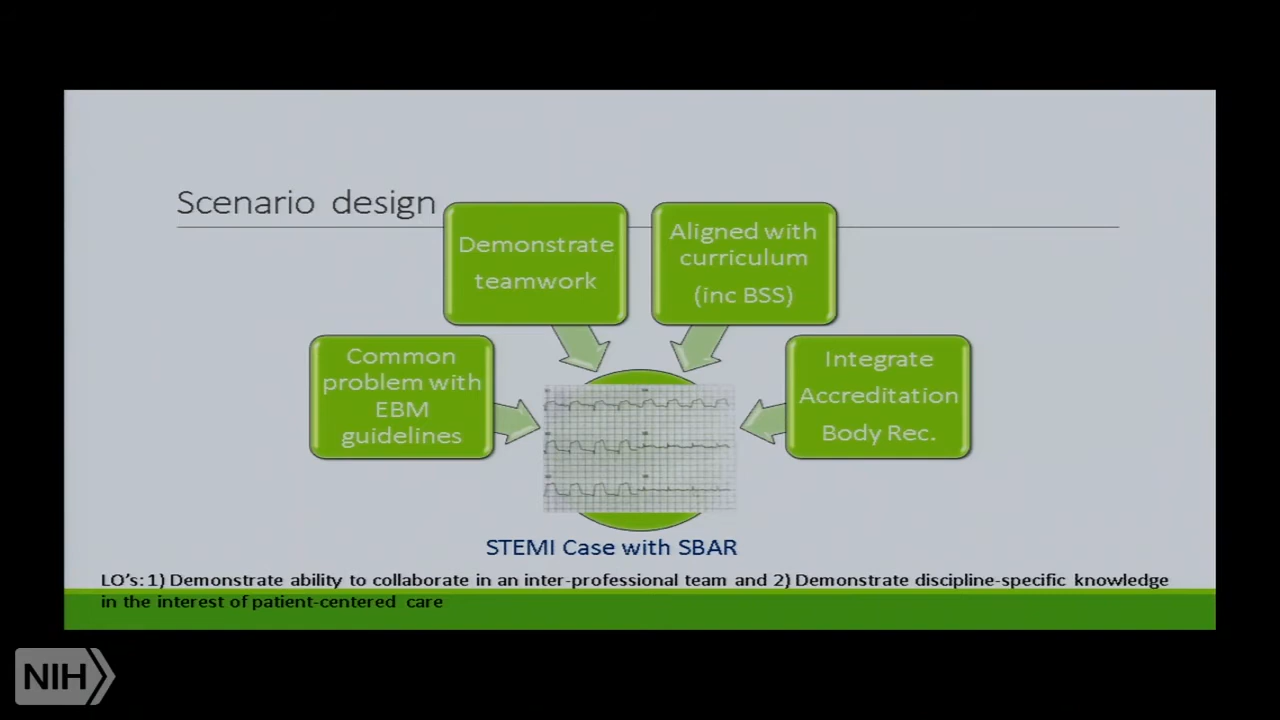 Scenario design
Demonstrate
teamwork
Aligned with
curriculum
(inc BSS)
Common
problem with
EBM
guidelines
Integrate
Accreditation
Body Rec.
STEMI Case with SBAR
LO's: 1) Demonstrate ability to collaborate in an inter-professional team and 2) Demonstrate discipline-specific knowledge
in the interest of patient-centered care
NIH